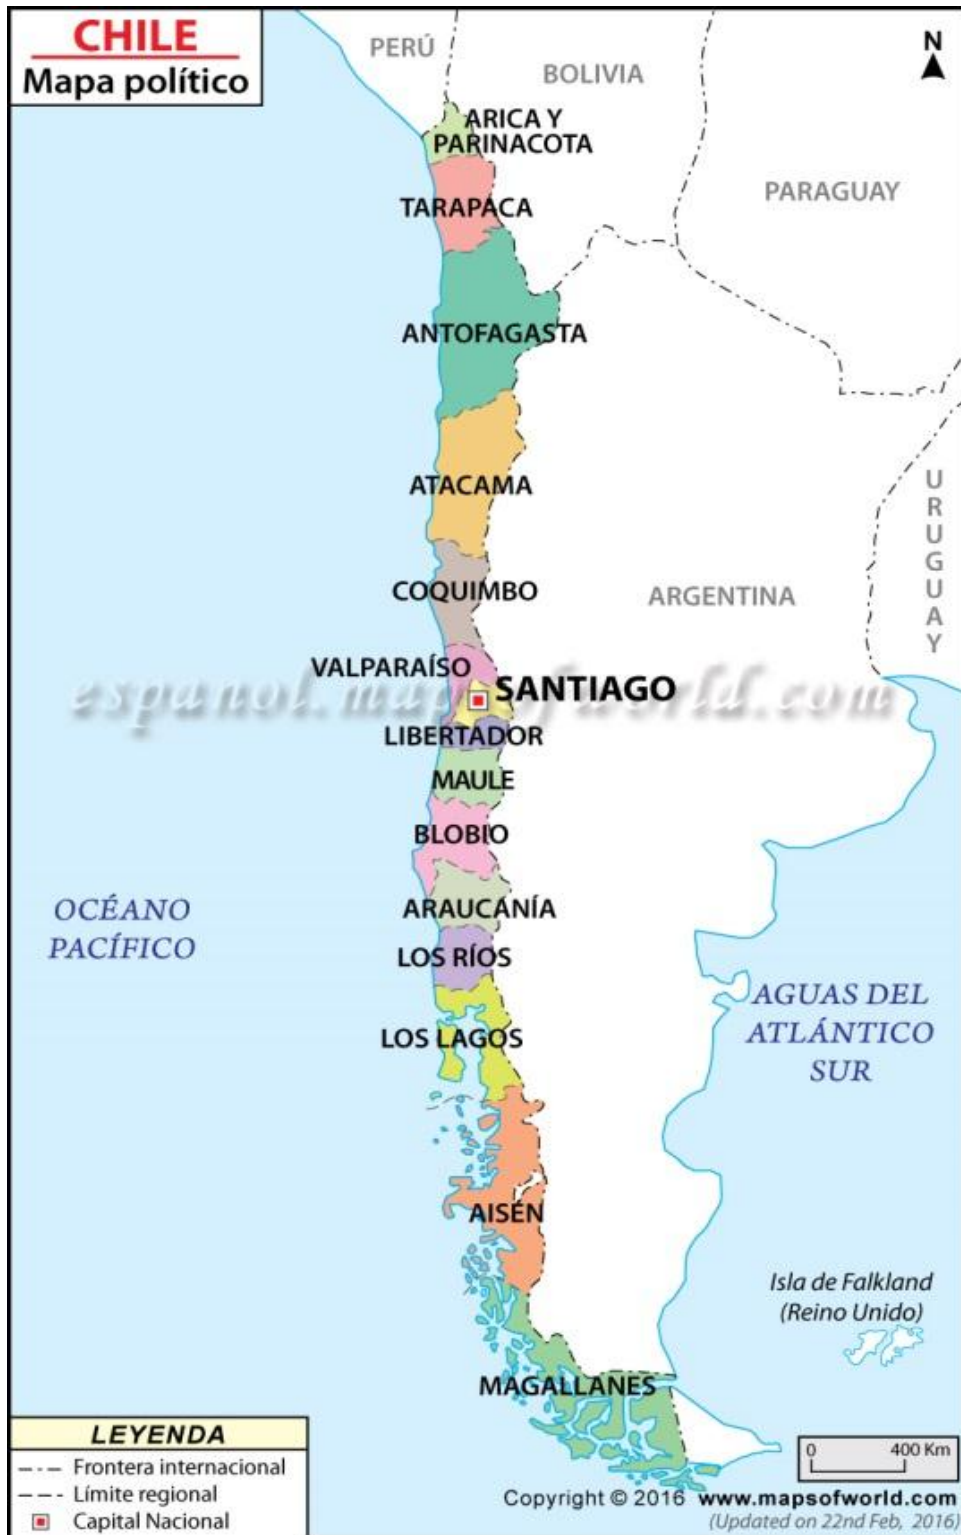 CHILE
Mapa político
PERÚ
BOLIVIA
N
ARICA Y
PARINACOTA
PARAGUAY
TARAPACA
ANTOFAGASTA
ATACAMA
URUGUAY
COQUIMBO
ARGENTINA
VALPARAÍSO
SANTIAGO
espanol.mapsofworld.com
LIBERTADOR
MAULE
BLOBIO
ARAUCANÍA
OCÉANO
PACÍFICO
LOS RÍOS
AGUAS DEL
ATLÁNTICO
SUR
LOS LAGOS
AISÉN
Isla de Falkland
(Reino Unido)
MAGALLANES
LEYENDA
Frontera internacional
Límite regional
Capital Nacional
0 400 Km
Copyright © 2016 www.mapsofworld.com
(Updated on 22nd Feb, 2016)